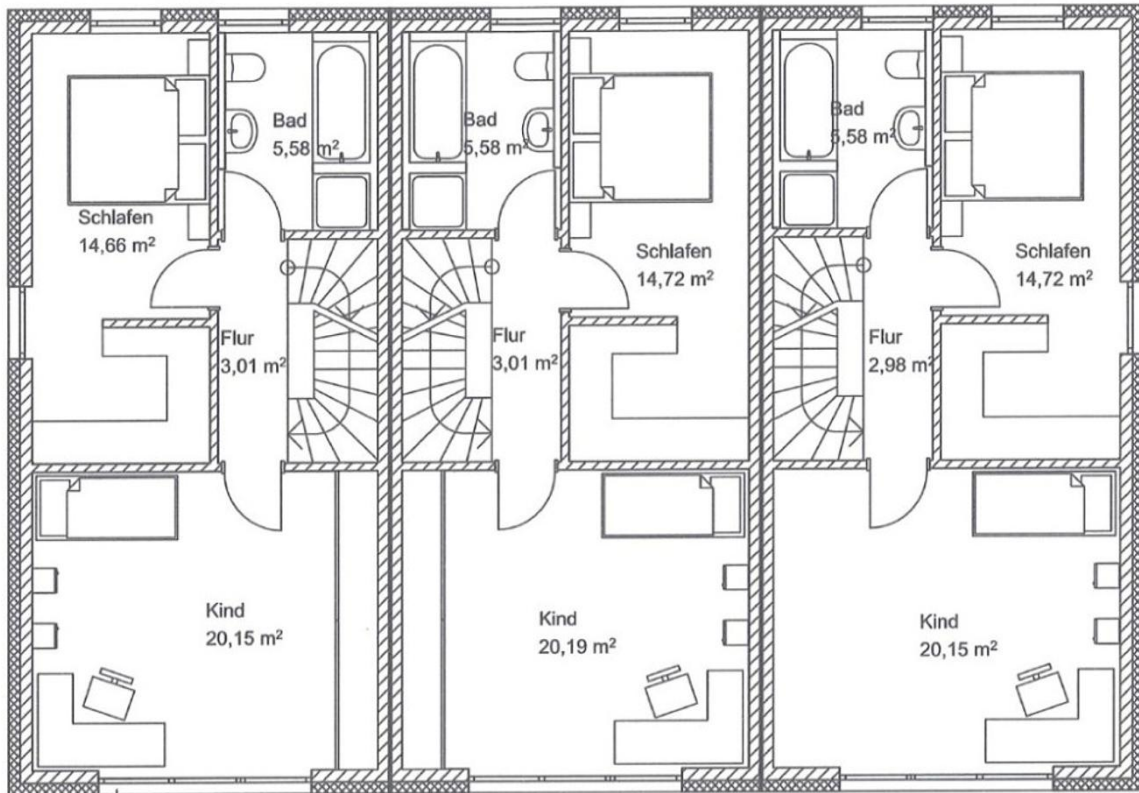 Bad
5,58 m²
Schlafen
14,66 m²
Flur
3,01 m²
Kind
20,15 m²
Bad
5,58 m²
Schlafen
14,72 m²
Flur
3,01 m²
Kind
20,19 m²
Bad
5,58 m²
Schlafen
14,72 m²
Flur
2,98 m²
Kind
20,15 m²